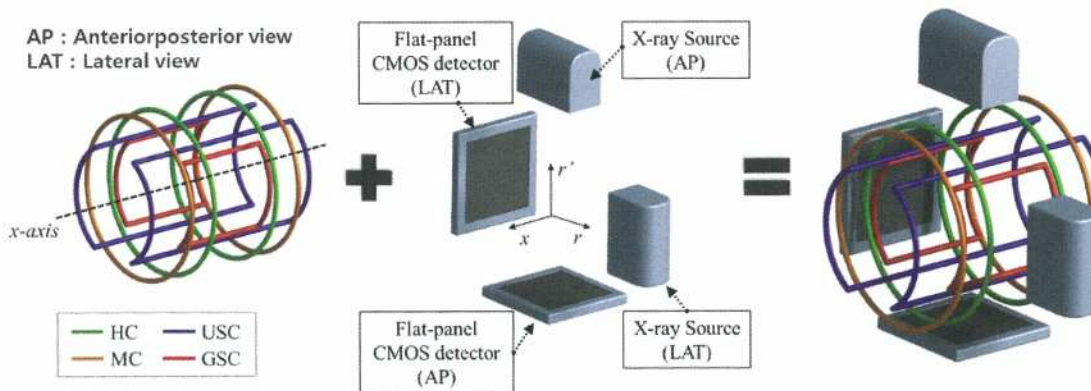 AP : Anteriorposterior view
LAT : Lateral view
x-axis
HC
USC
MC
GSC
Flat-panel
CMOS detector
(LAT)
X-ray Source
(AP)
r´
x
r
Flat-panel
CMOS detector
(AP)
X-ray Source
(LAT)